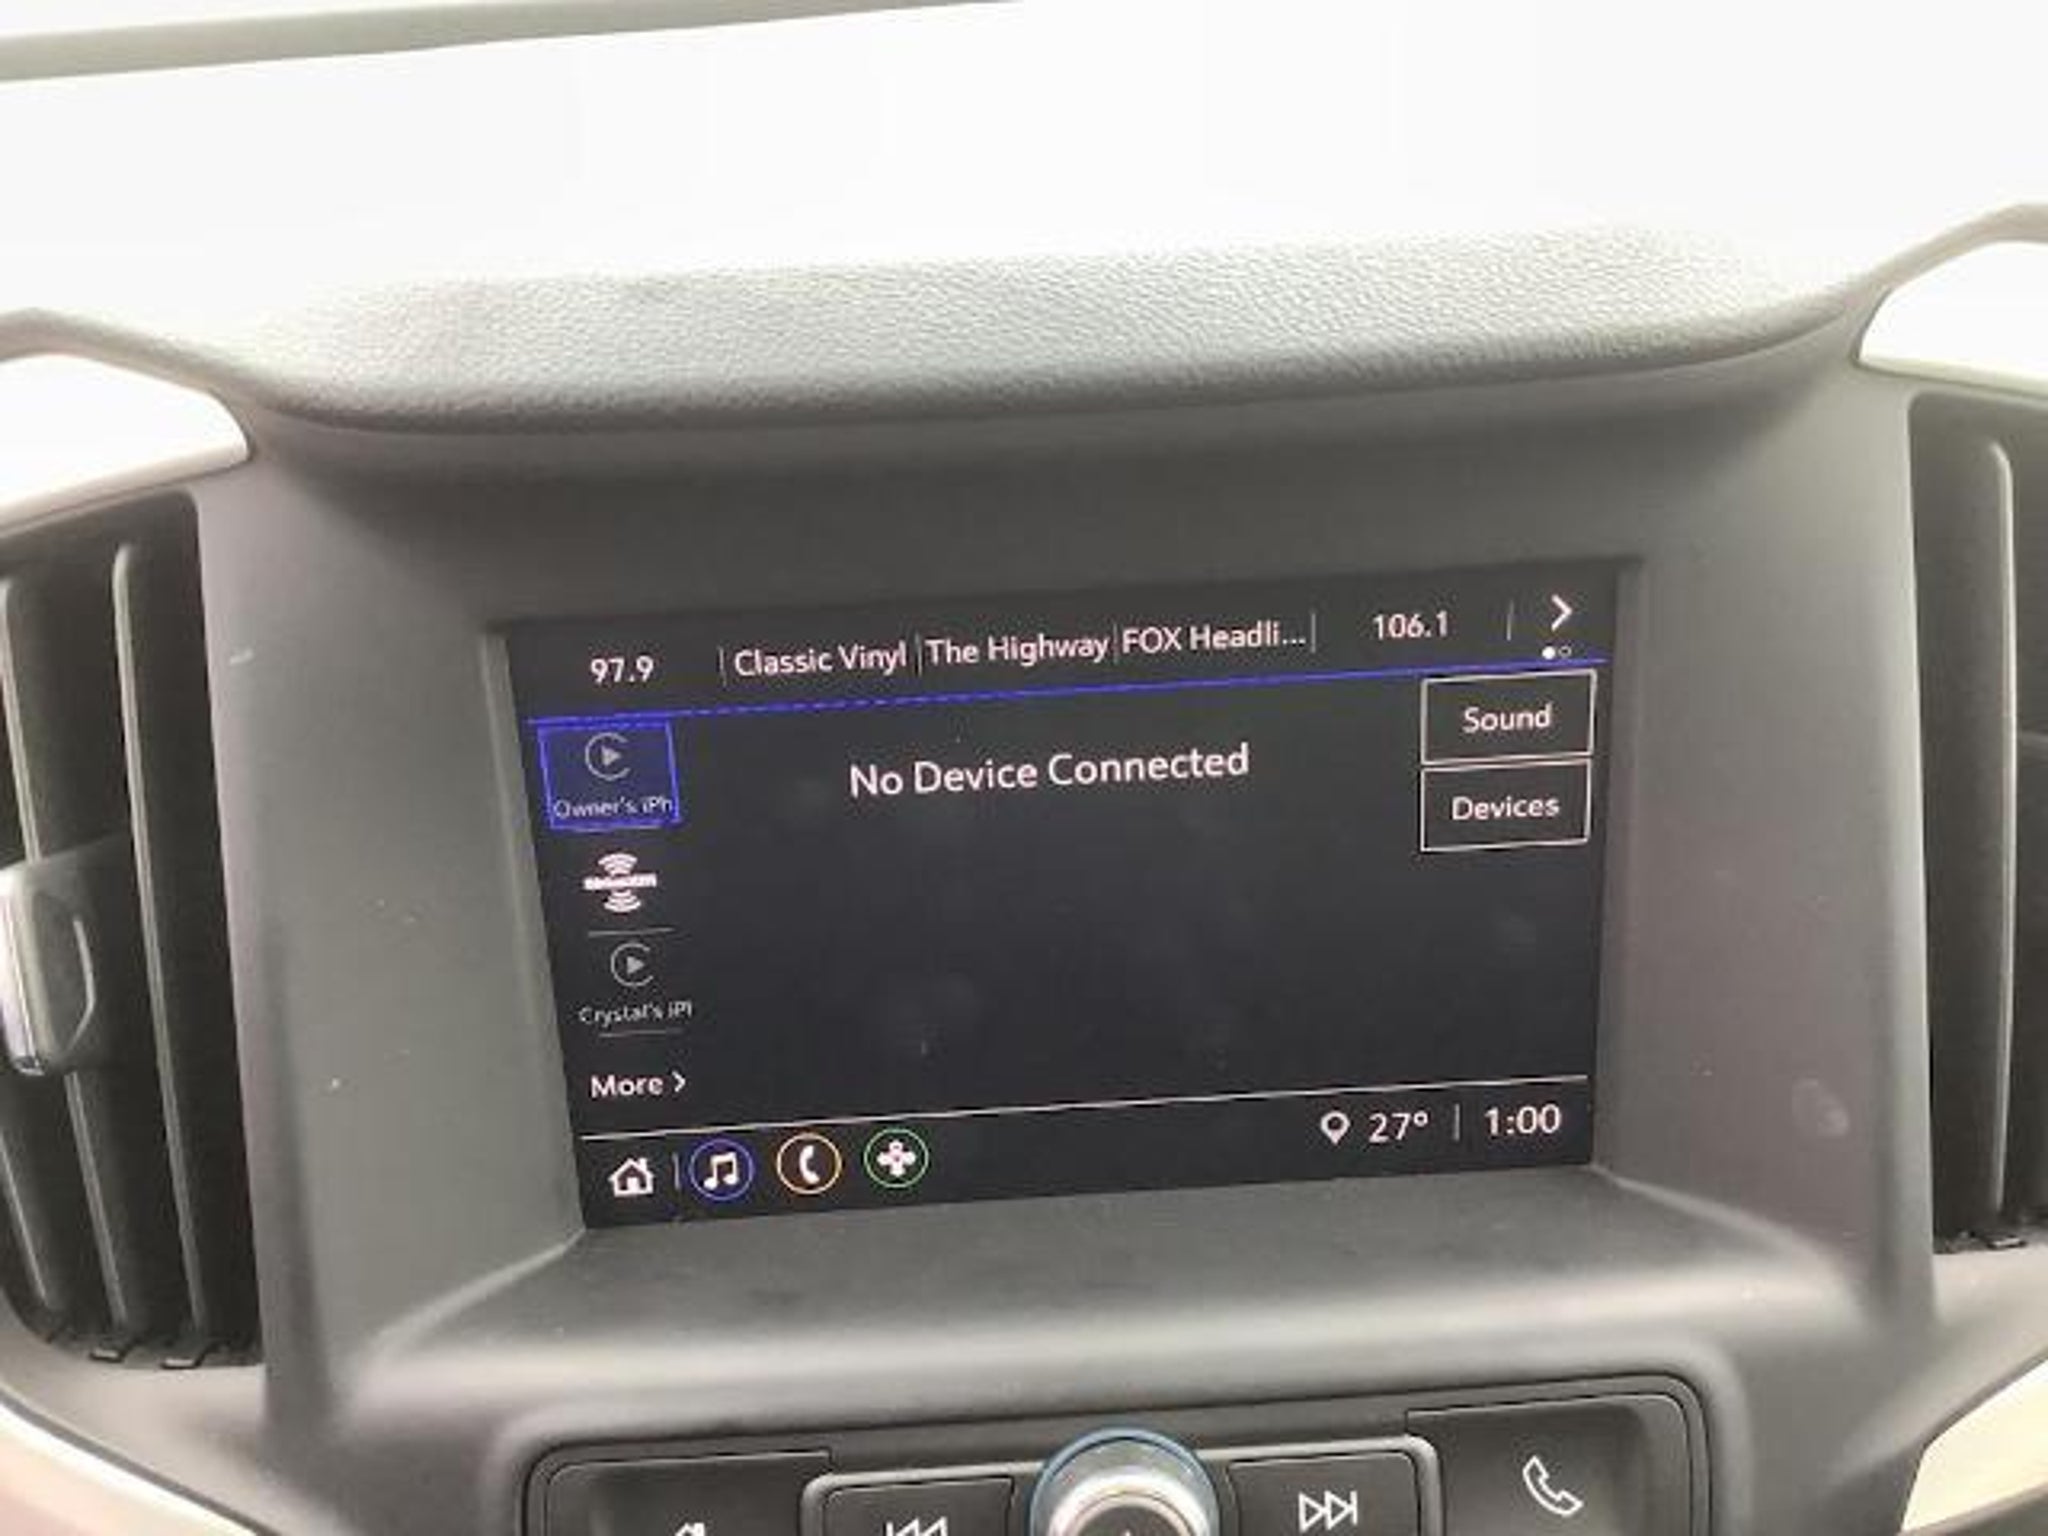 97.9
Classic Vinyl
The Highway
FOX Headli...
106.1
Owner's iPh
No Device Connected
Sound
Devices
Crystal's iPl
More
27°
1:00